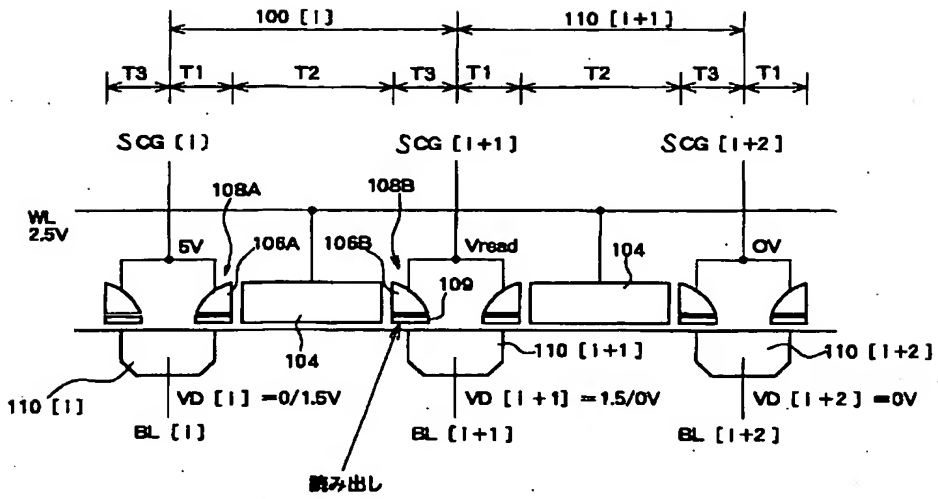 100 [i] 110 [i+1]
T3 T1 T2 T3 T1 T2 T3 T1
SCG [i] SCG [i+1] SCG [i+2]
108A 108B
WL
2.5V
5V 106A 106B Vread 104 0V
109
104 110 [i+1] 110 [i+2]
110 [i] VD [i] =0/1.5V VD [i+1] =1.5/0V VD [i+2] =0V
BL [i] BL [i+1] BL [i+2]
読み出し